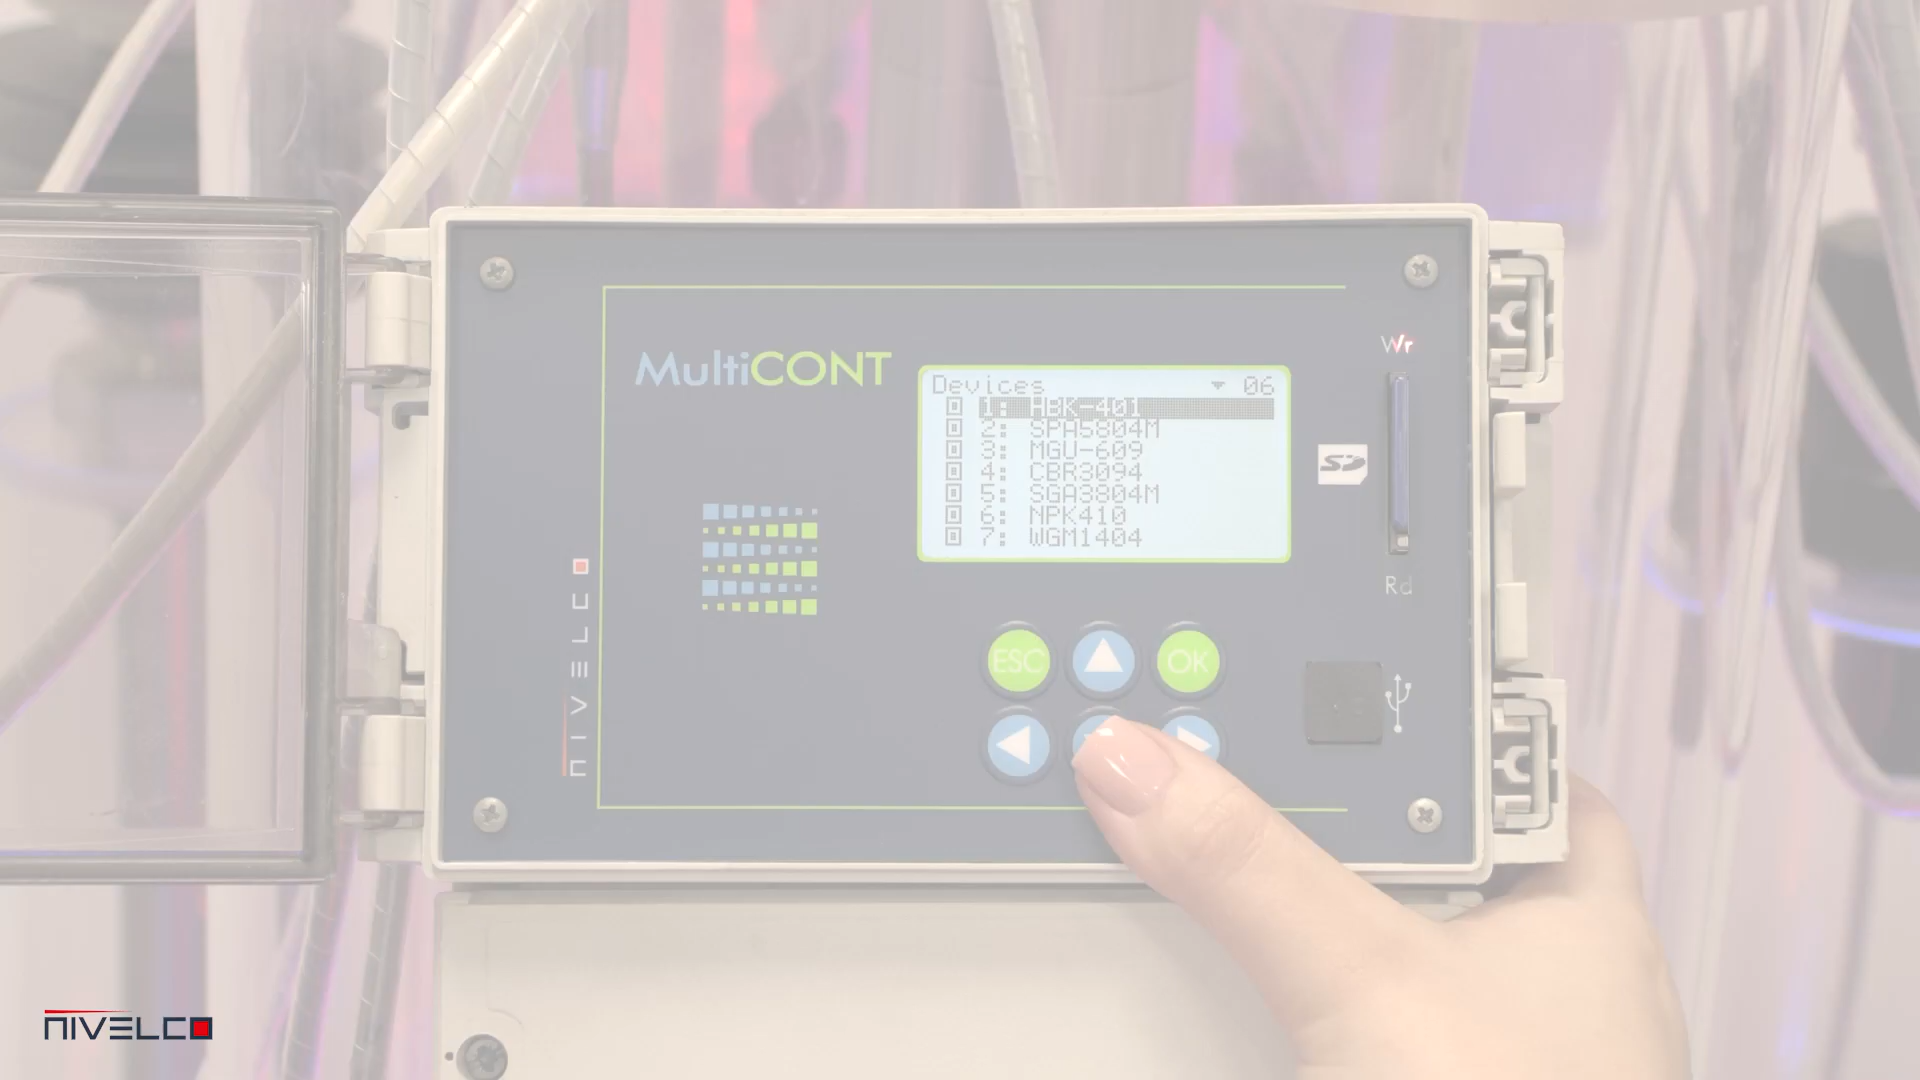 MultiCONT
Devices 06
1: HBK-401
2: SPA5804M
3: MGU-609
4: CBR3094
5: SGA3804M
6: NPK410
7: WGM1404
Wr
SD
Rd
ESC
OK
NIVELCO
NIVELCO